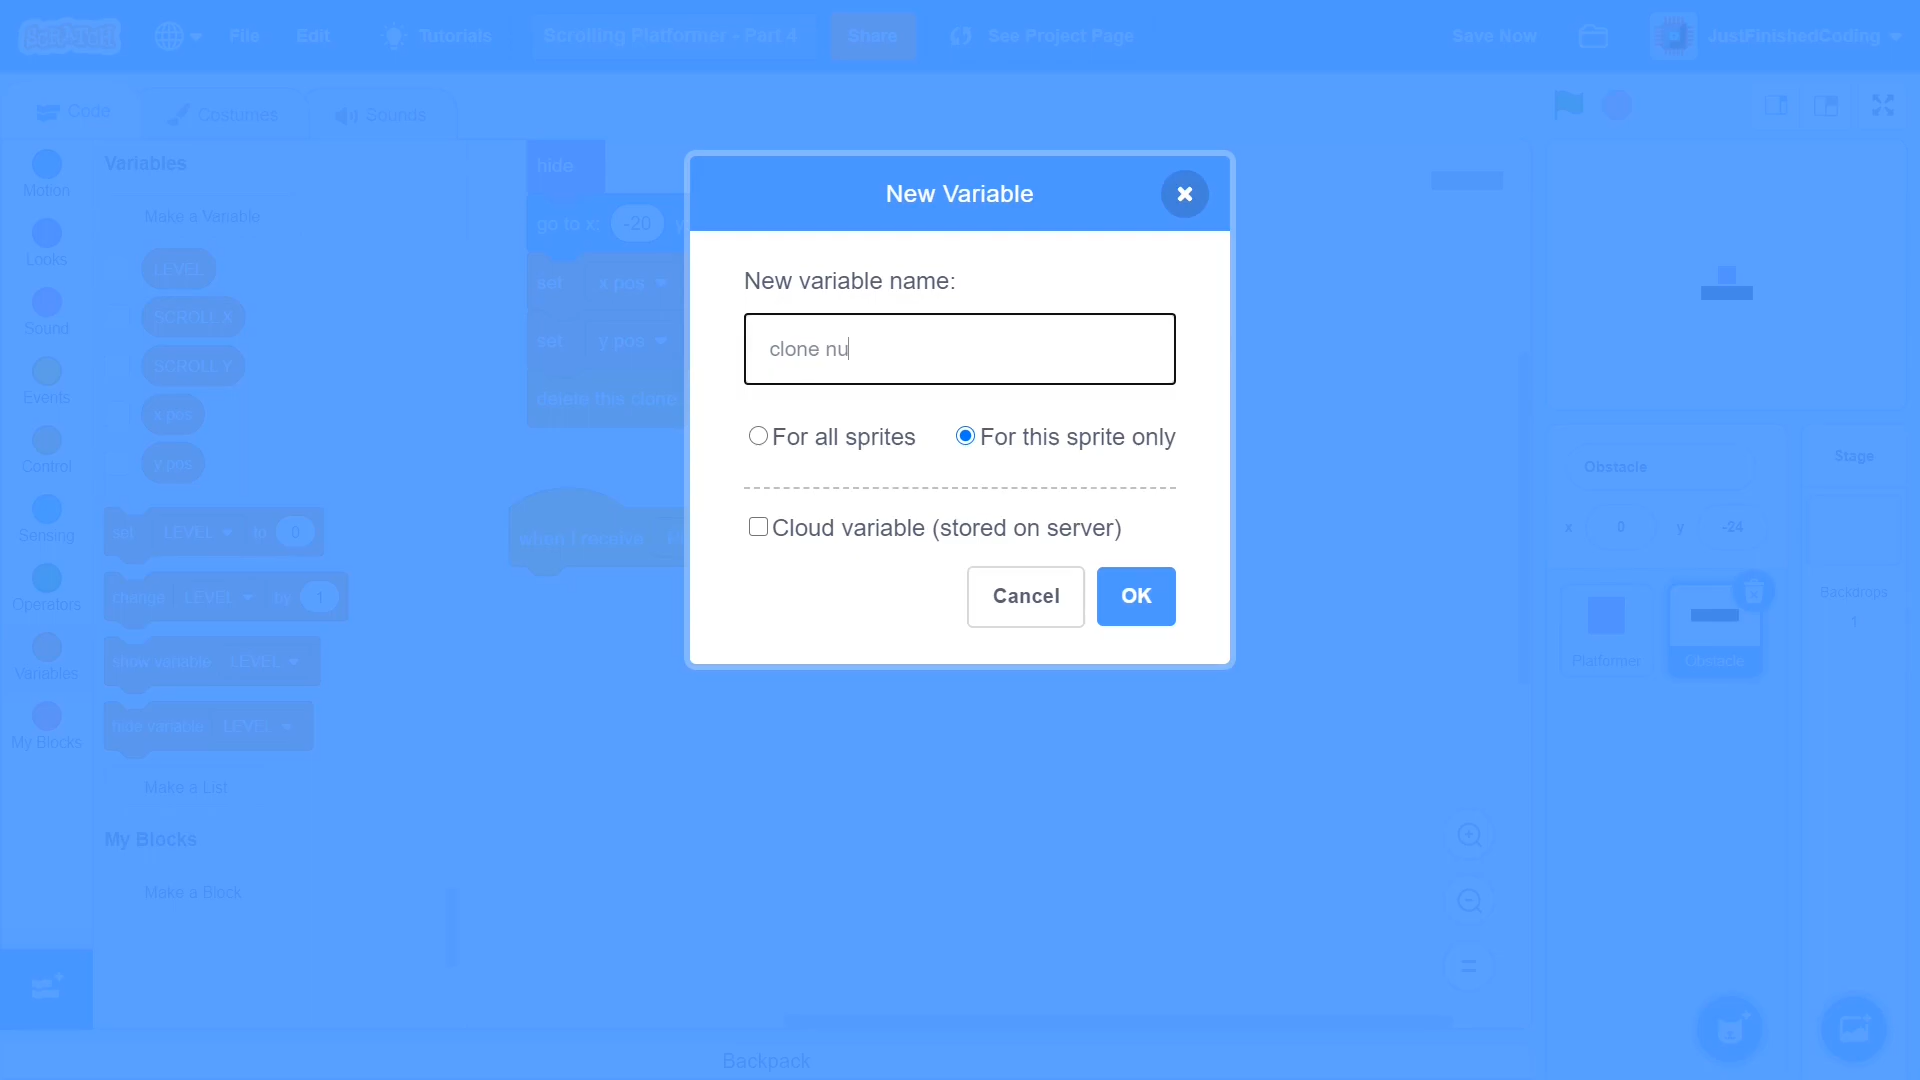 SCRATCH
File
Edit
Tutorials
Scrolling Platformer - Part 4
Share
See Project Page
Save Now
JustFinishedCoding
Code
Costumes
Sounds
Motion
Looks
Sound
Events
Control
Sensing
Operators
Variables
My Blocks
Variables
Make a Variable
LEVEL
SCROLL X
SCROLL Y
x pos
y pos
set LEVEL to 0
change LEVEL by 1
show variable LEVEL
hide variable LEVEL
Make a List
My Blocks
Make a Block
hide
go to x: -20 y
set x pos
set y pos
delete this clone
when I receive
New Variable
New variable name:
clone nu
For all sprites
For this sprite only
Cloud variable (stored on server)
Cancel
OK
Obstacle
x 0 y -24
Platformer
Obstacle
Stage
Backdrops
1
Backpack